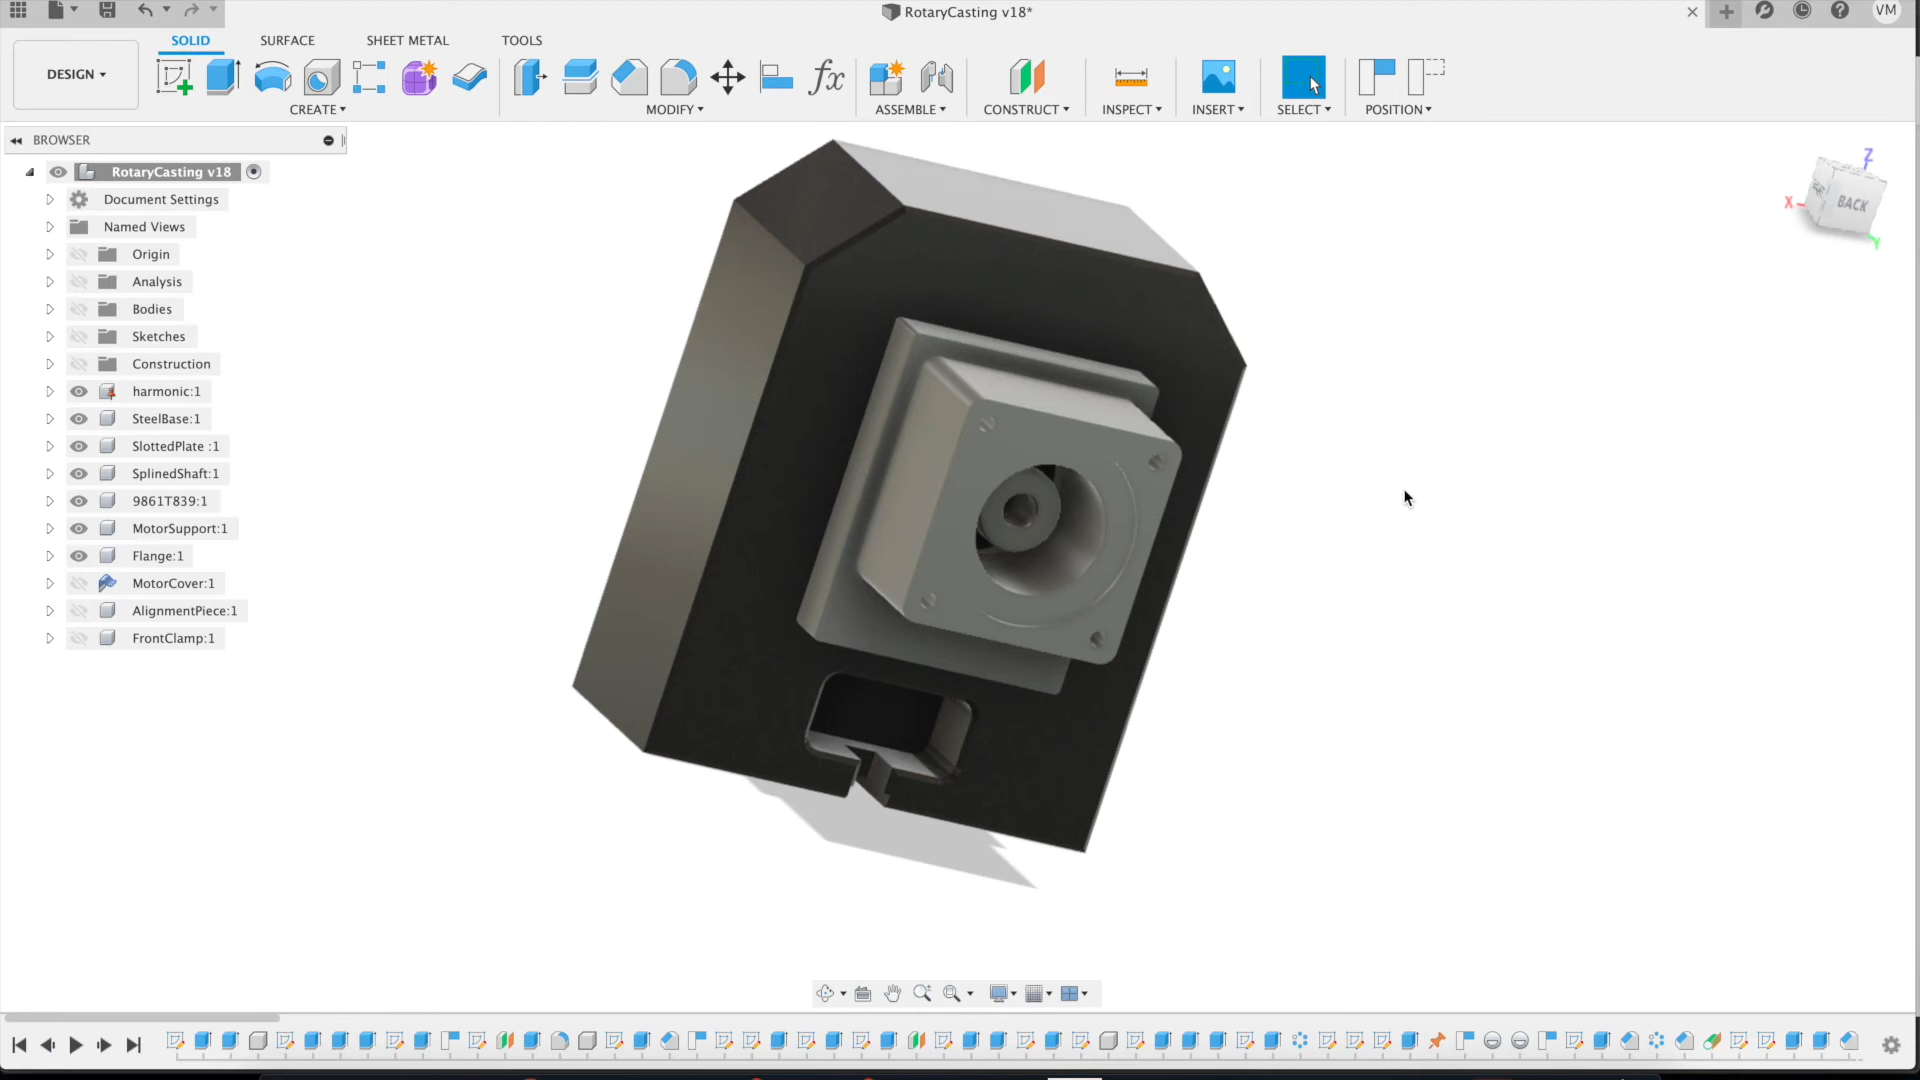 RotaryCasting v18*
VM
DESIGN
SOLID
SURFACE
SHEET METAL
TOOLS
CREATE
MODIFY
fx
ASSEMBLE
CONSTRUCT
INSPECT
INSERT
SELECT
POSITION
BROWSER
RotaryCasting v18
Document Settings
Named Views
Origin
Analysis
Bodies
Sketches
Construction
harmonic:1
SteelBase:1
SlottedPlate :1
SplinedShaft:1
9861T839:1
MotorSupport:1
Flange:1
MotorCover:1
AlignmentPiece:1
FrontClamp:1
Z
X
BACK
Y